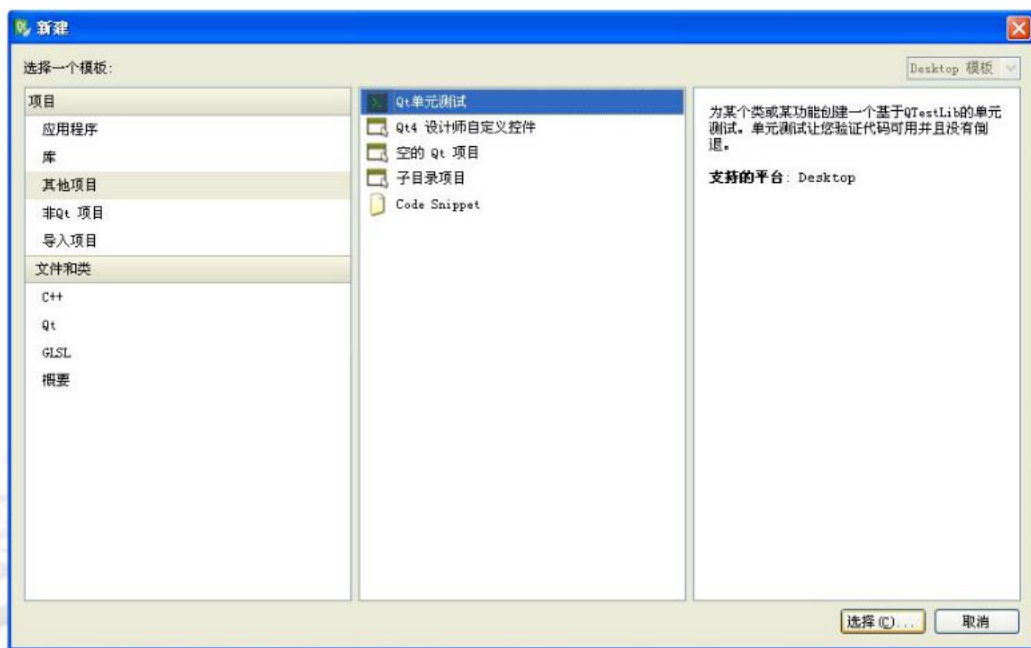 新建
选择一个模板:
Desktop 模板
项目
应用程序
库
其他项目
非Qt 项目
导入项目
文件和类
C++
Qt
GLSL
概要
Qt单元测试
Qt4 设计师自定义控件
空的 Qt 项目
子目录项目
Code Snippet
为某个类或某功能创建一个基于QTestLib的单元
测试。单元测试让您验证代码可用并且没有倒
退。
支持的平台: Desktop
选择(C)...
取消